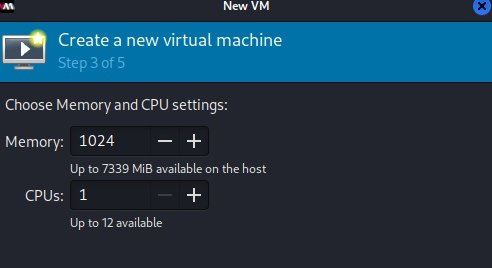 New VM
Create a new virtual machine
Step 3 of 5
Choose Memory and CPU settings:
Memory: 1024
Up to 7339 MiB available on the host
CPUs: 1
Up to 12 available